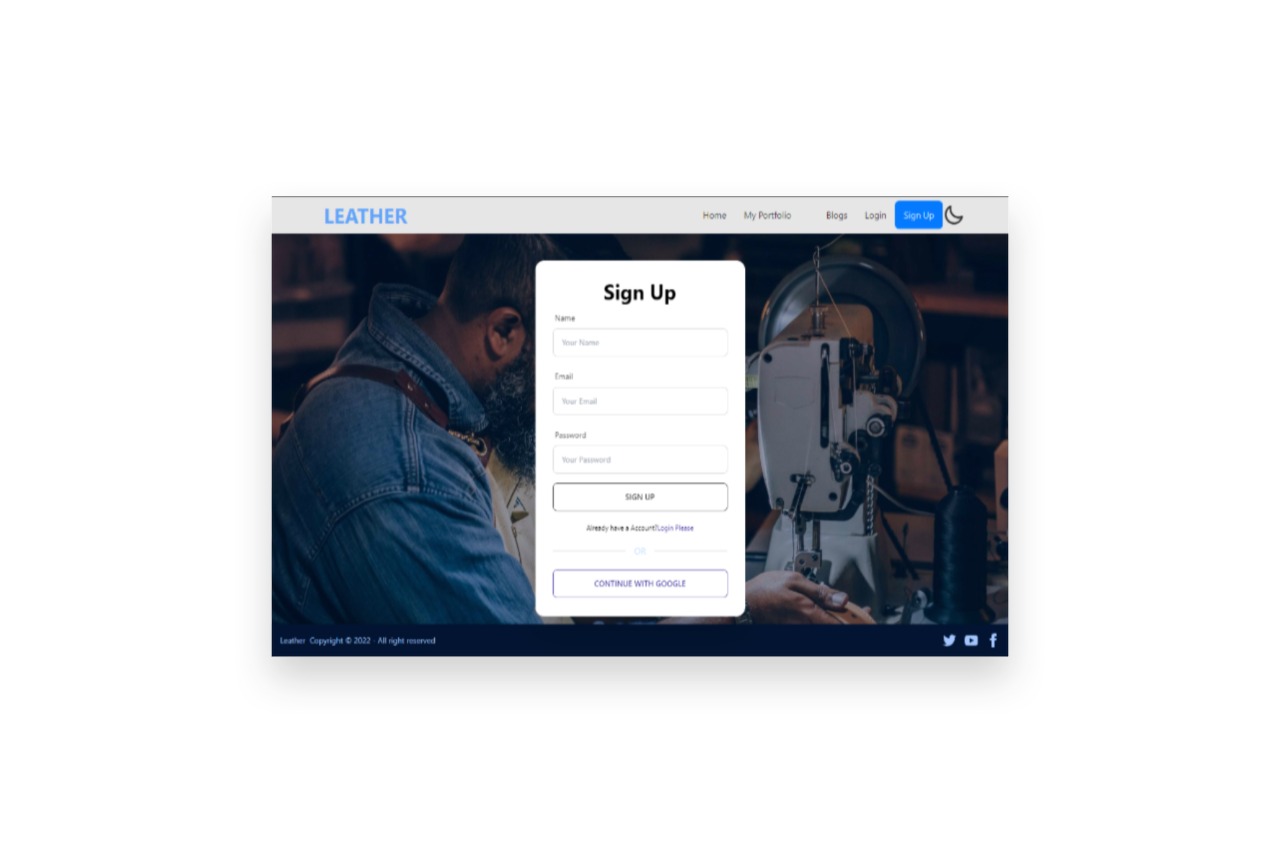 LEATHER
Home My Portfolio Blogs Login Sign Up
Sign Up
Name
Your Name
Email
Your Email
Password
Your Password
SIGN UP
Already have a Account?Login Please
OR
CONTINUE WITH GOOGLE
Leather Copyright © 2022 - All right reserved